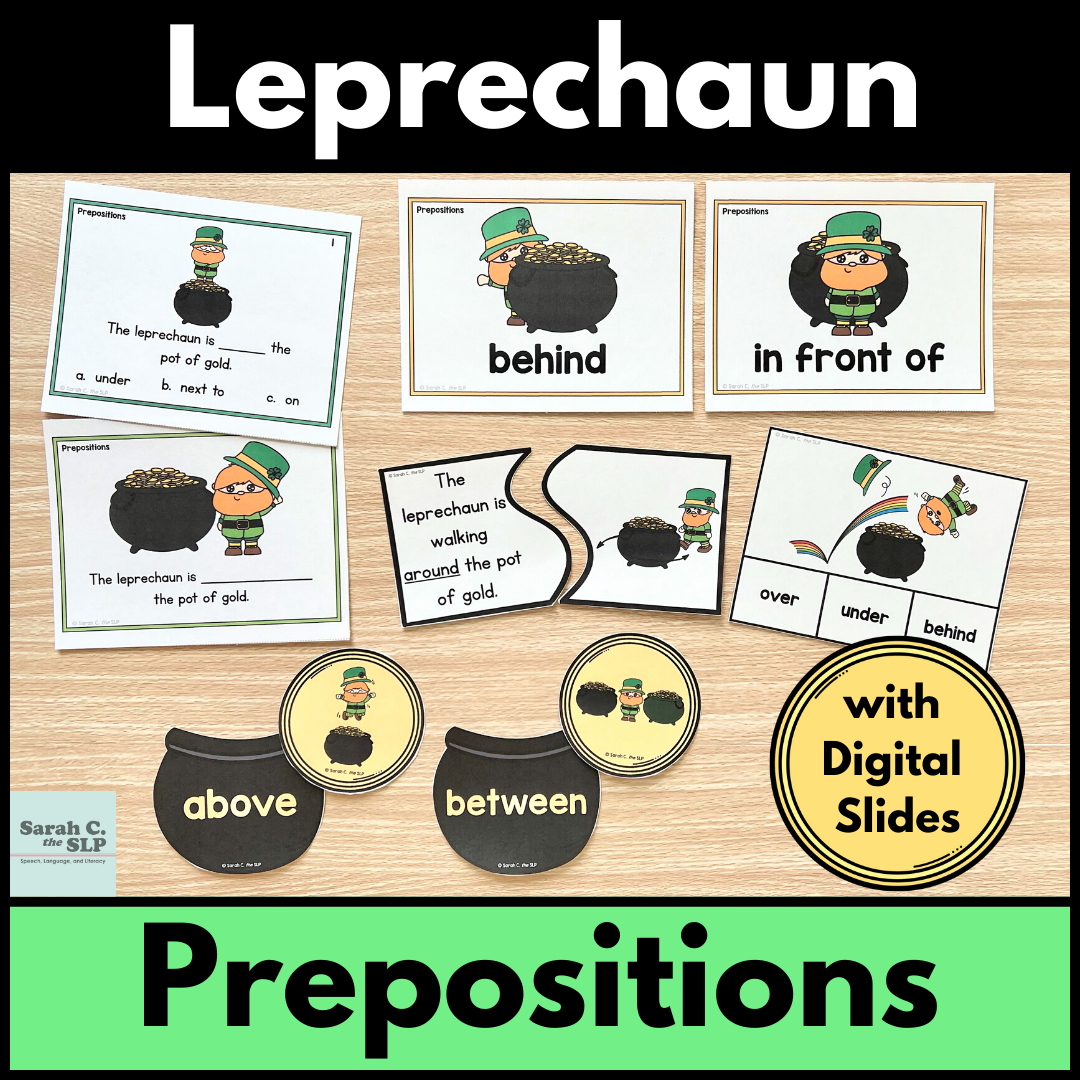 Leprechaun
Prepositions
1
The leprechaun is ______ the
pot of gold.
a. under b. next to c. on
© Sarah C. the SLP
Prepositions
behind
© Sarah C. the SLP
Prepositions
in front of
© Sarah C. the SLP
Prepositions
The leprechaun is ______________
the pot of gold.
© Sarah C. the SLP
The
leprechaun is
walking
around the pot
of gold.
© Sarah C. the SLP
over under behind
© Sarah C. the SLP
above
© Sarah C. the SLP
© Sarah C. the SLP
between
© Sarah C. the SLP
with
Digital
Slides
Sarah C.
the SLP
Speech, Language, and Literacy
Prepositions